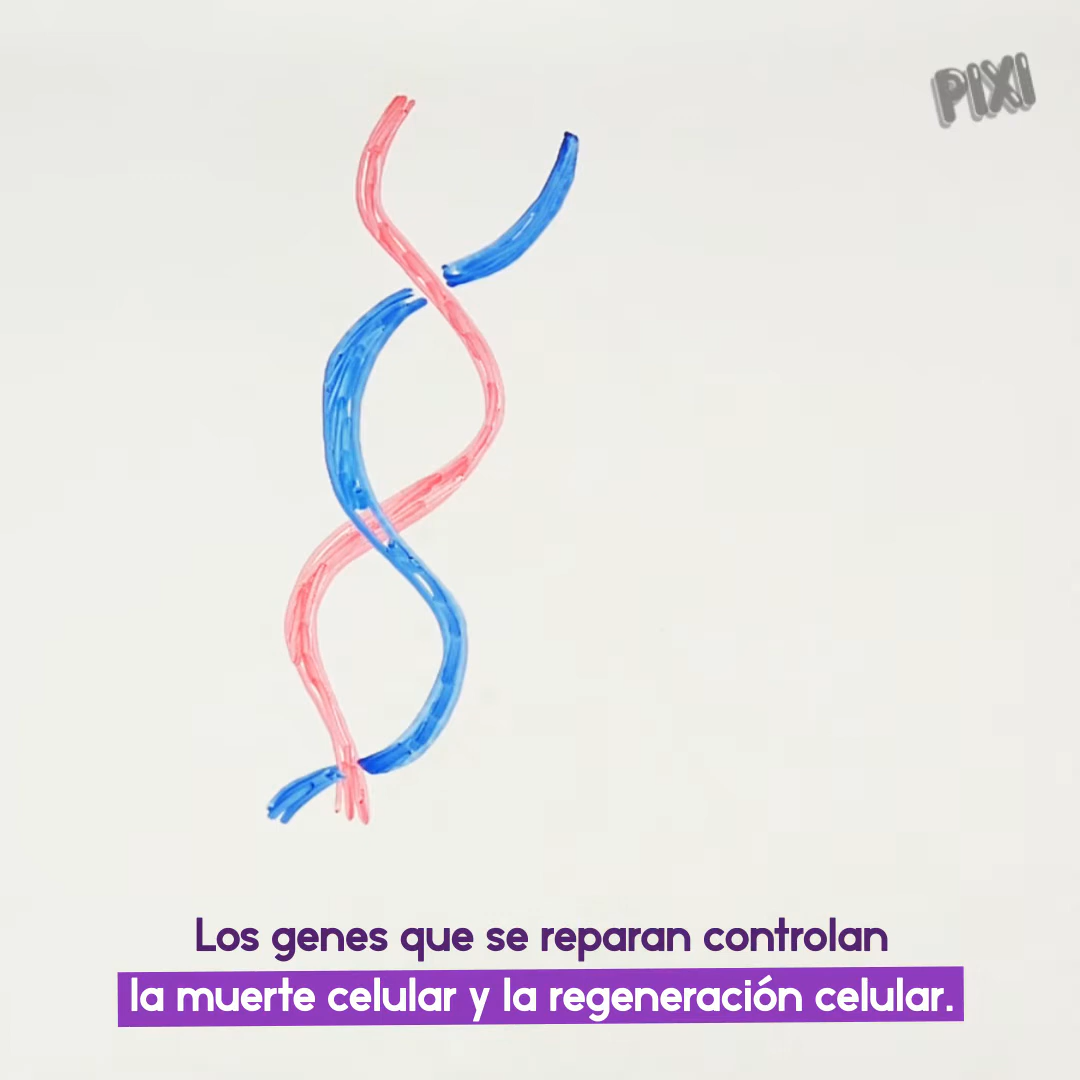 PIXI
Los genes que se reparan controlan
la muerte celular y la regeneración celular.